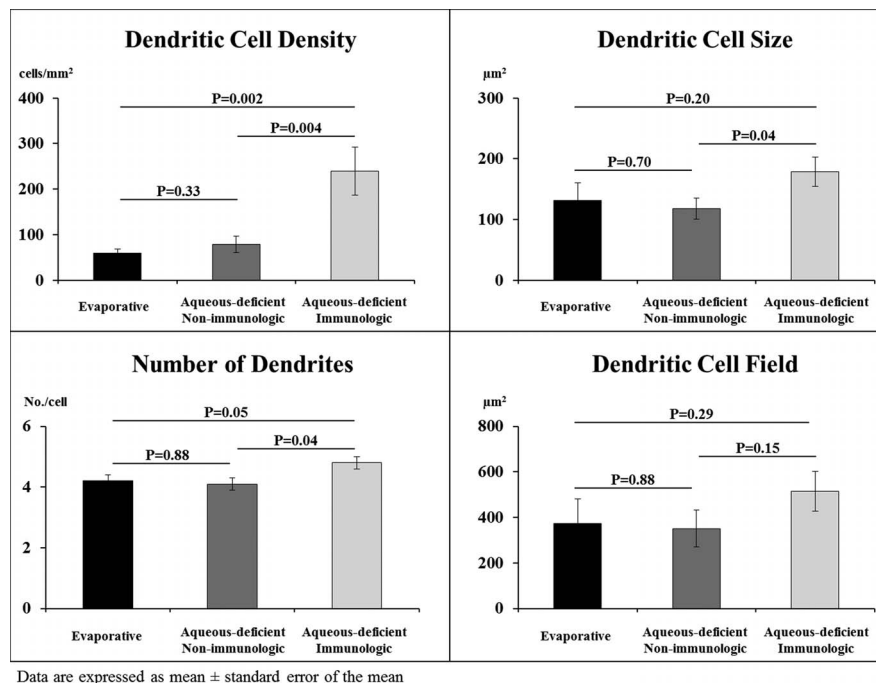 Dendritic Cell Density
cells/mm²
400
300
200
100
0
P=0.002
P=0.004
P=0.33
Evaporative
Aqueous-deficient
Non-immunologic
Aqueous-deficient
Immunologic
Dendritic Cell Size
µm²
300
200
100
0
P=0.20
P=0.04
P=0.70
Evaporative
Aqueous-deficient
Non-immunologic
Aqueous-deficient
Immunologic
Number of Dendrites
No./cell
6
4
2
0
P=0.05
P=0.04
P=0.88
Evaporative
Aqueous-deficient
Non-immunologic
Aqueous-deficient
Immunologic
Dendritic Cell Field
µm²
800
600
400
200
0
P=0.29
P=0.15
P=0.88
Evaporative
Aqueous-deficient
Non-immunologic
Aqueous-deficient
Immunologic
Data are expressed as mean ± standard error of the mean